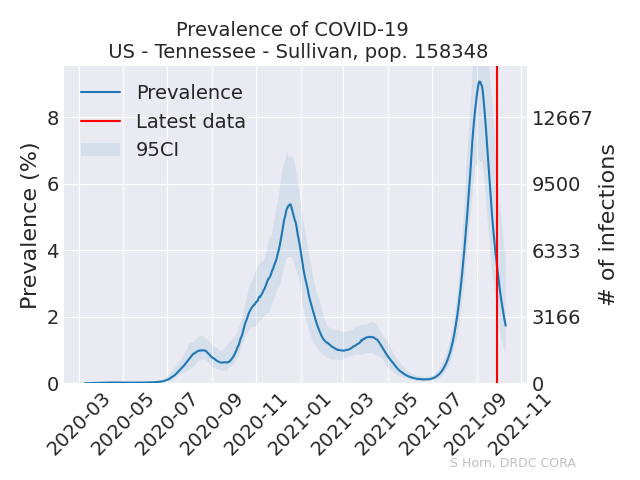 Prevalence of COVID-19
US - Tennessee - Sullivan, pop. 158348
Prevalence
Latest data
95CI
Prevalence (%)
8
6
4
2
0
12667
9500
6333
3166
0
# of infections
2020-03
2020-05
2020-07
2020-09
2020-11
2021-01
2021-03
2021-05
2021-07
2021-09
2021-11
S Horn, DRDC CORA